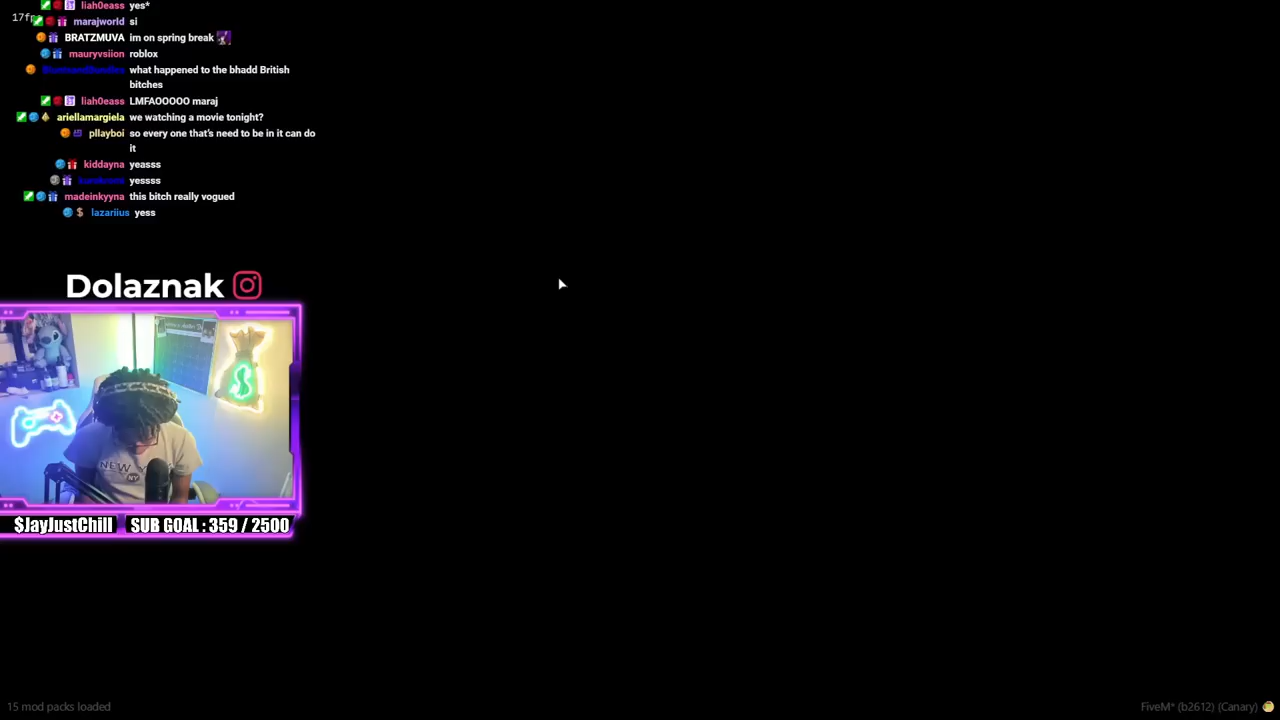 liah0eass yes*
17fp
marajworld si
BRATZMUVA im on spring break
mauryvsiion roblox
what happened to the bhadd British
bitches
liah0eass LMFAOOOOO maraj
ariellamargiela we watching a movie tonight?
pllayboi so every one that's need to be in it can do
it
kiddayna yeasss
yessss
madeinkyyna this bitch really vogued
lazariius yess
Dolaznak
NEW
NY
$JayJustChill SUB GOAL : 359 / 2500
15 mod packs loaded
FiveM* (b2612) (Canary)